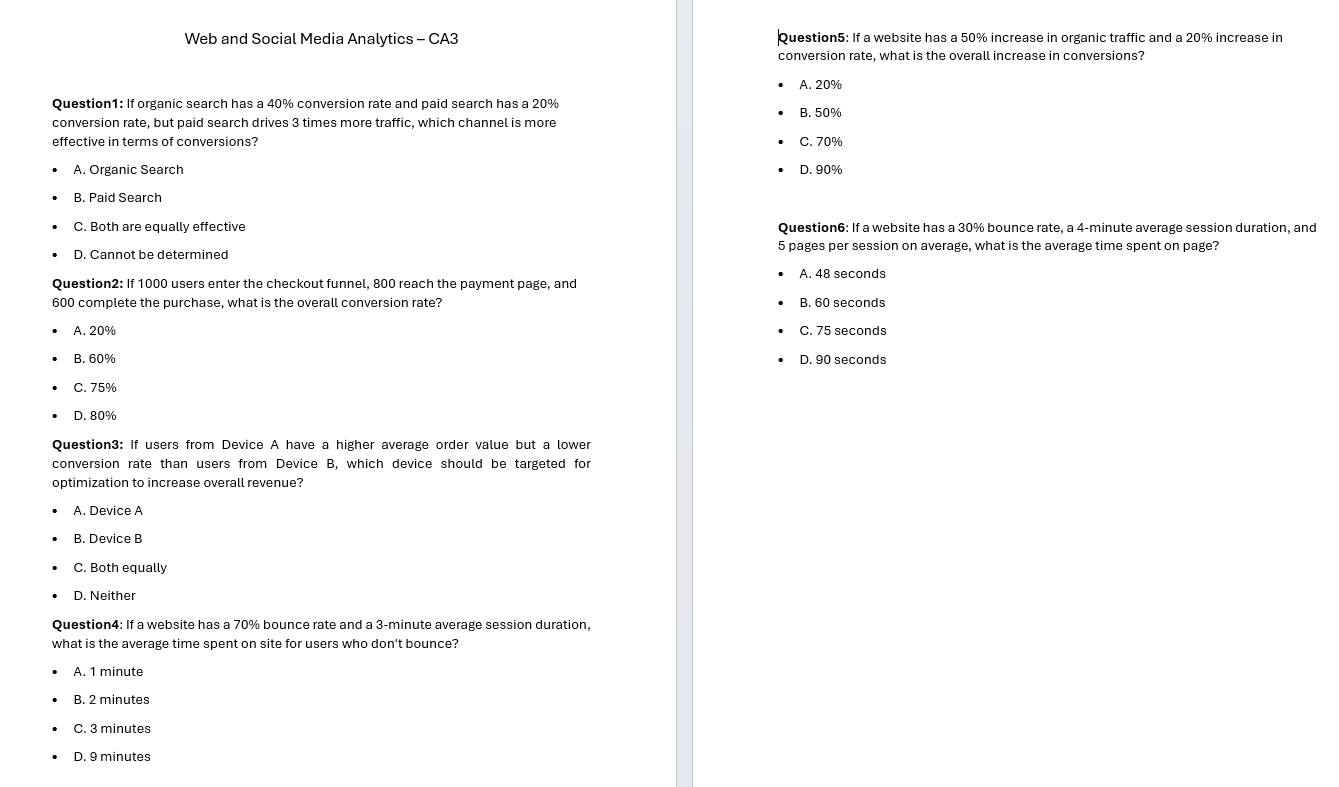 Web and Social Media Analytics – CA3
Question1: If organic search has a 40% conversion rate and paid search has a 20%
conversion rate, but paid search drives 3 times more traffic, which channel is more
effective in terms of conversions?
• A. Organic Search
• B. Paid Search
• C. Both are equally effective
• D. Cannot be determined
Question2: If 1000 users enter the checkout funnel, 800 reach the payment page, and
600 complete the purchase, what is the overall conversion rate?
• A. 20%
• B. 60%
• C. 75%
• D. 80%
Question3: If users from Device A have a higher average order value but a lower
conversion rate than users from Device B, which device should be targeted for
optimization to increase overall revenue?
• A. Device A
• B. Device B
• C. Both equally
• D. Neither
Question4: If a website has a 70% bounce rate and a 3-minute average session duration,
what is the average time spent on site for users who don't bounce?
• A. 1 minute
• B. 2 minutes
• C. 3 minutes
• D. 9 minutes
Question5: If a website has a 50% increase in organic traffic and a 20% increase in
conversion rate, what is the overall increase in conversions?
• A. 20%
• B. 50%
• C. 70%
• D. 90%
Question6: If a website has a 30% bounce rate, a 4-minute average session duration, and
5 pages per session on average, what is the average time spent on page?
• A. 48 seconds
• B. 60 seconds
• C. 75 seconds
• D. 90 seconds